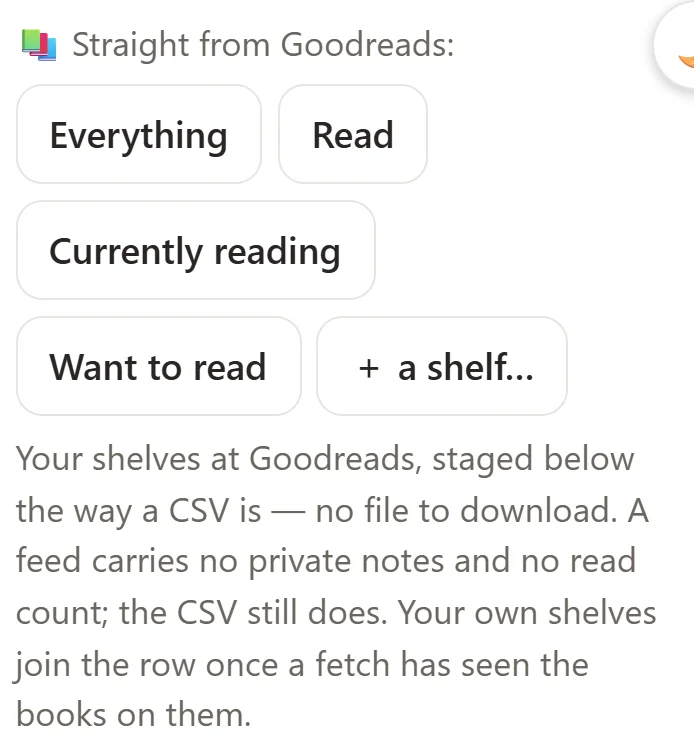 📚 Straight from Goodreads:
Everything
Read
Currently reading
Want to read
+ a shelf...
Your shelves at Goodreads, staged below
the way a CSV is — no file to download. A
feed carries no private notes and no read
count; the CSV still does. Your own shelves
join the row once a fetch has seen the
books on them.